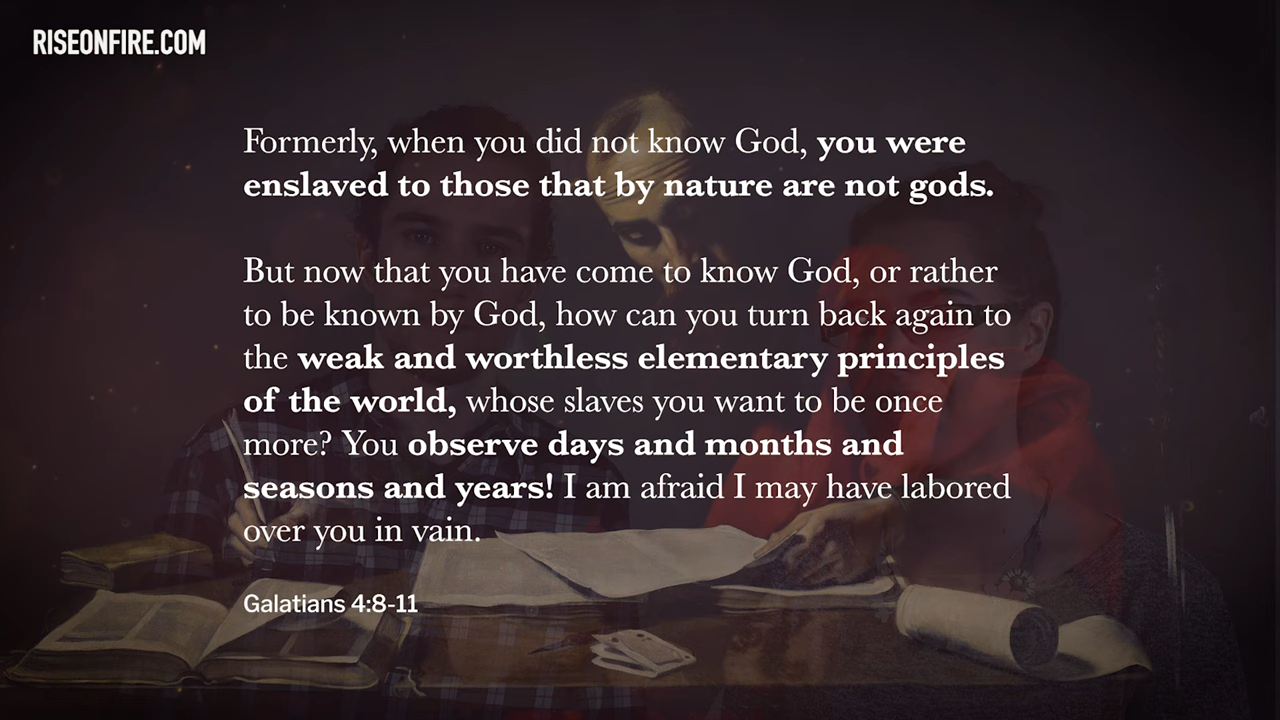 RISEONFIRE.COM
Formerly, when you did not know God, you were
enslaved to those that by nature are not gods.
But now that you have come to know God, or rather
to be known by God, how can you turn back again to
the weak and worthless elementary principles
of the world, whose slaves you want to be once
more? You observe days and months and
seasons and years! I am afraid I may have labored
over you in vain.
Galatians 4:8-11